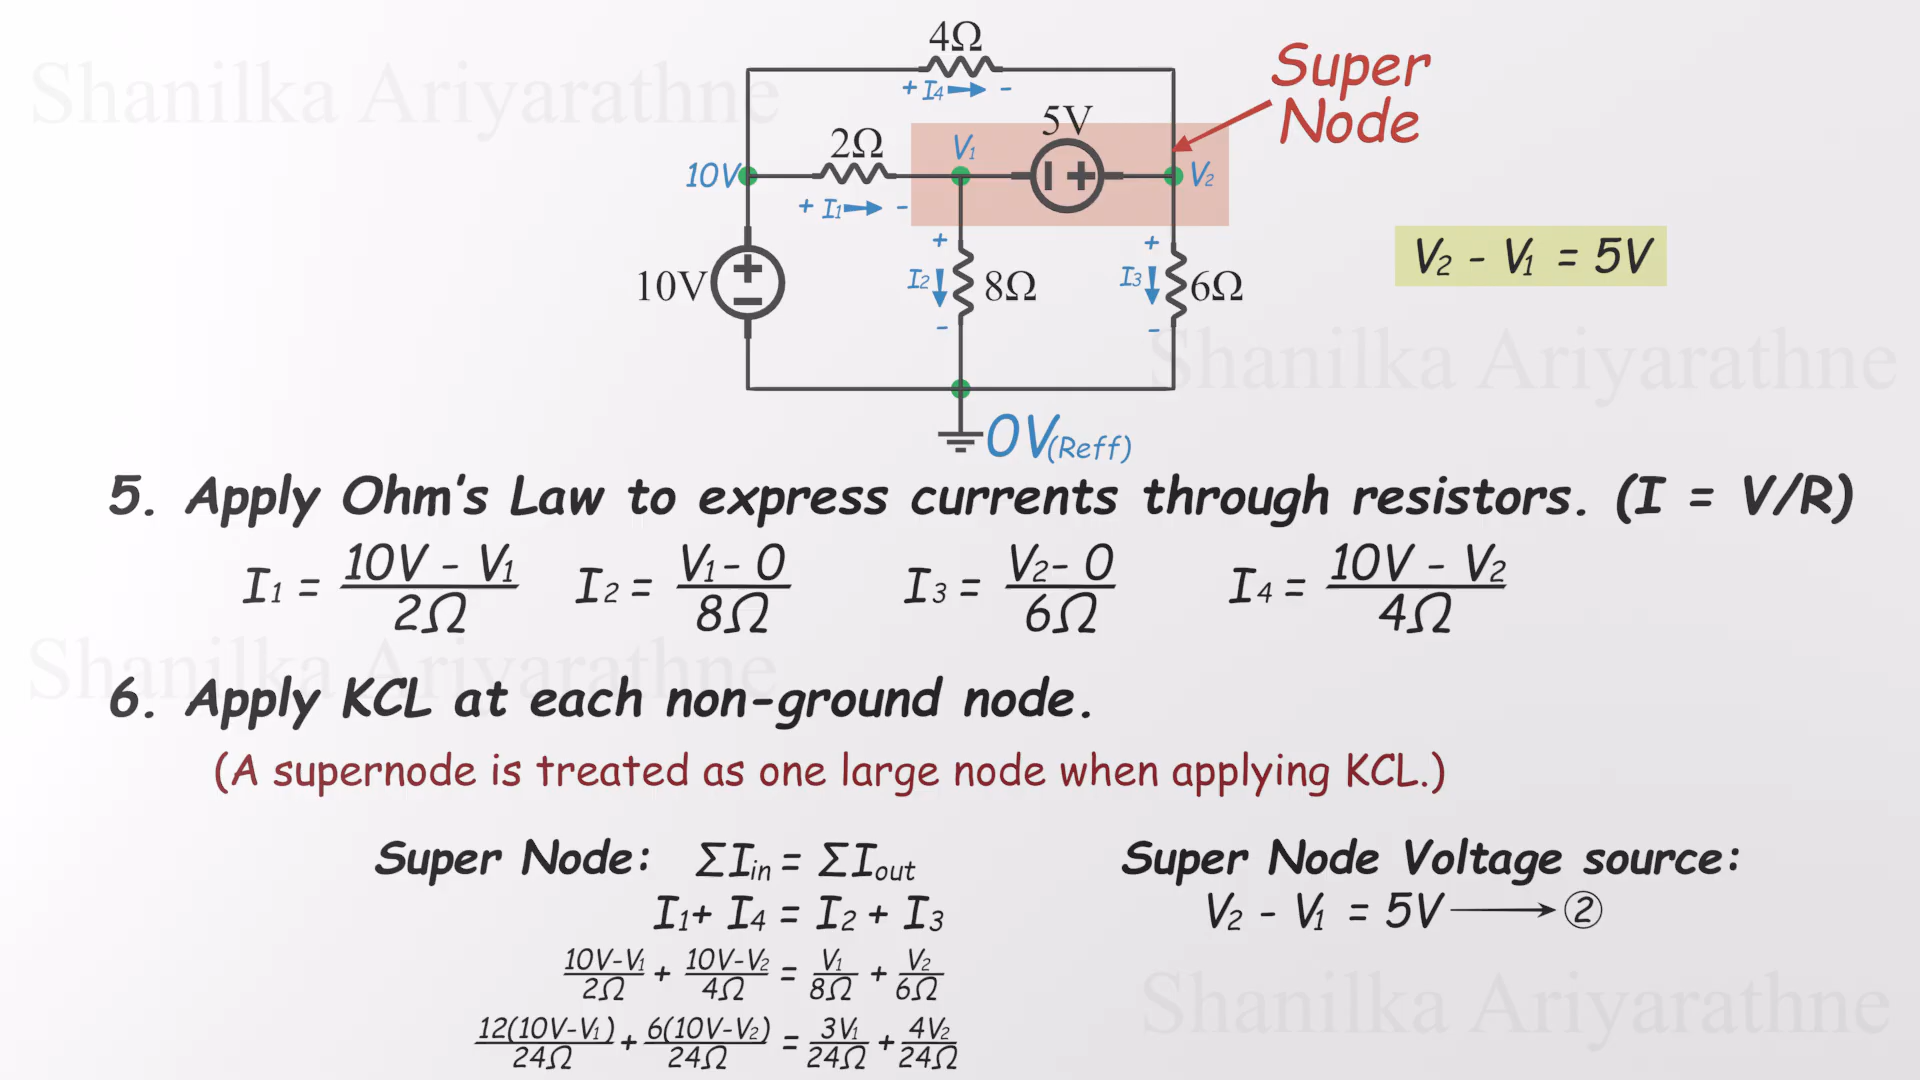 Shanilka Ariyarathne
4Ω
+ I4 -
Super
Node
5V
2Ω
V1
10V
V2
+ I1 -
V2 - V1 = 5V
+ +
10V + - I2 8Ω I3 6Ω
- -
Shanilka Ariyarathne
0V(Reff)
5. Apply Ohm's Law to express currents through resistors. (I = V/R)
I1 = 10V - V1 / 2Ω I2 = V1 - 0 / 8Ω I3 = V2 - 0 / 6Ω I4 = 10V - V2 / 4Ω
Shanilka Ariyarathne
6. Apply KCL at each non-ground node.
(A supernode is treated as one large node when applying KCL.)
Super Node: ΣIin = ΣIout
I1 + I4 = I2 + I3
10V-V1 / 2Ω + 10V-V2 / 4Ω = V1 / 8Ω + V2 / 6Ω
12(10V-V1) / 24Ω + 6(10V-V2) / 24Ω = 3V1 / 24Ω + 4V2 / 24Ω
Super Node Voltage source:
V2 - V1 = 5V → ②
Shanilka Ariyarathne